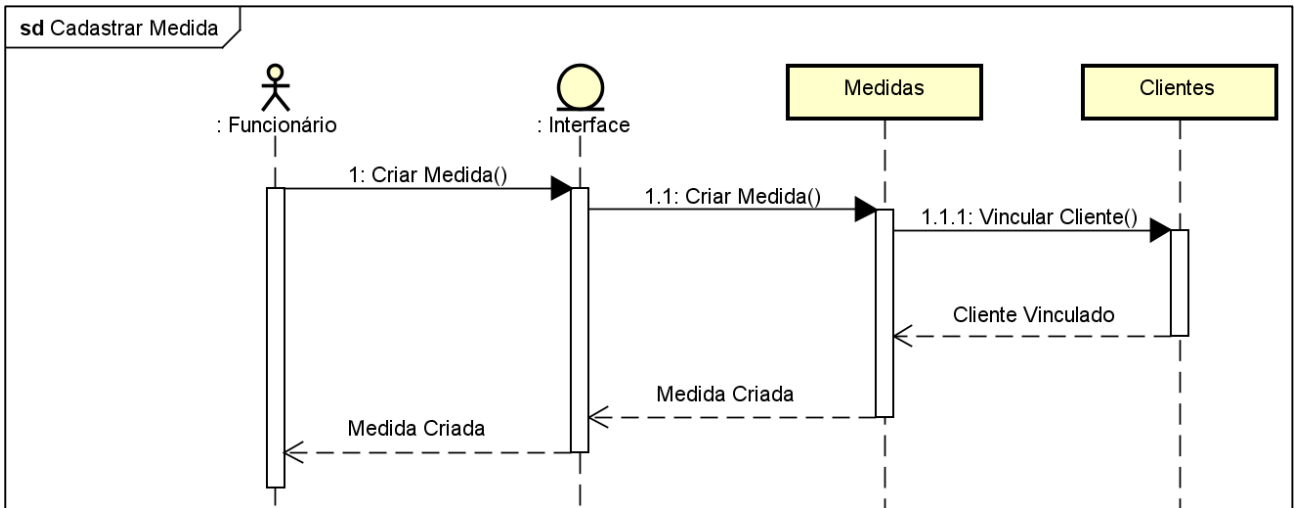 sd Cadastrar Medida
: Funcionário
: Interface
Medidas
Clientes
1: Criar Medida()
1.1: Criar Medida()
1.1.1: Vincular Cliente()
Cliente Vinculado
Medida Criada
Medida Criada